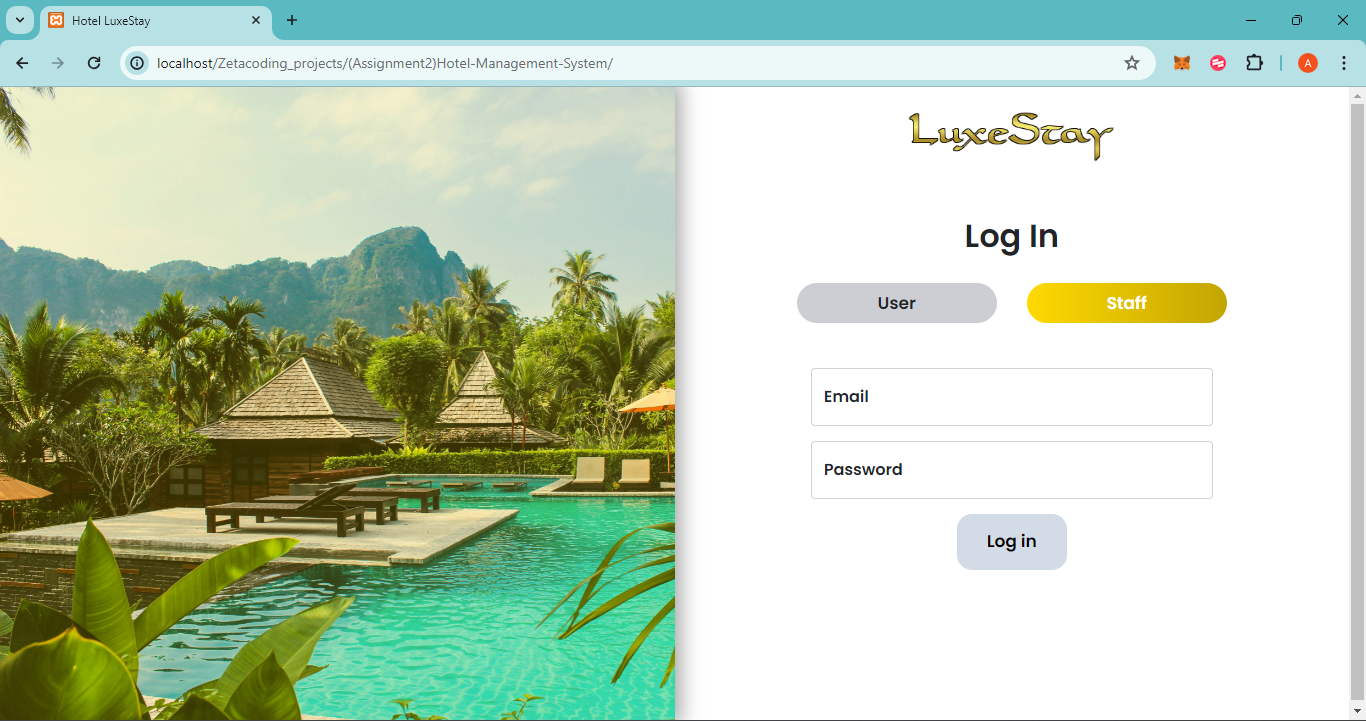 Hotel LuxeStay
localhost/Zetacoding_projects/(Assignment2)Hotel-Management-System/
A
LuxeStay
Log In
User
Staff
Email
Password
Log in